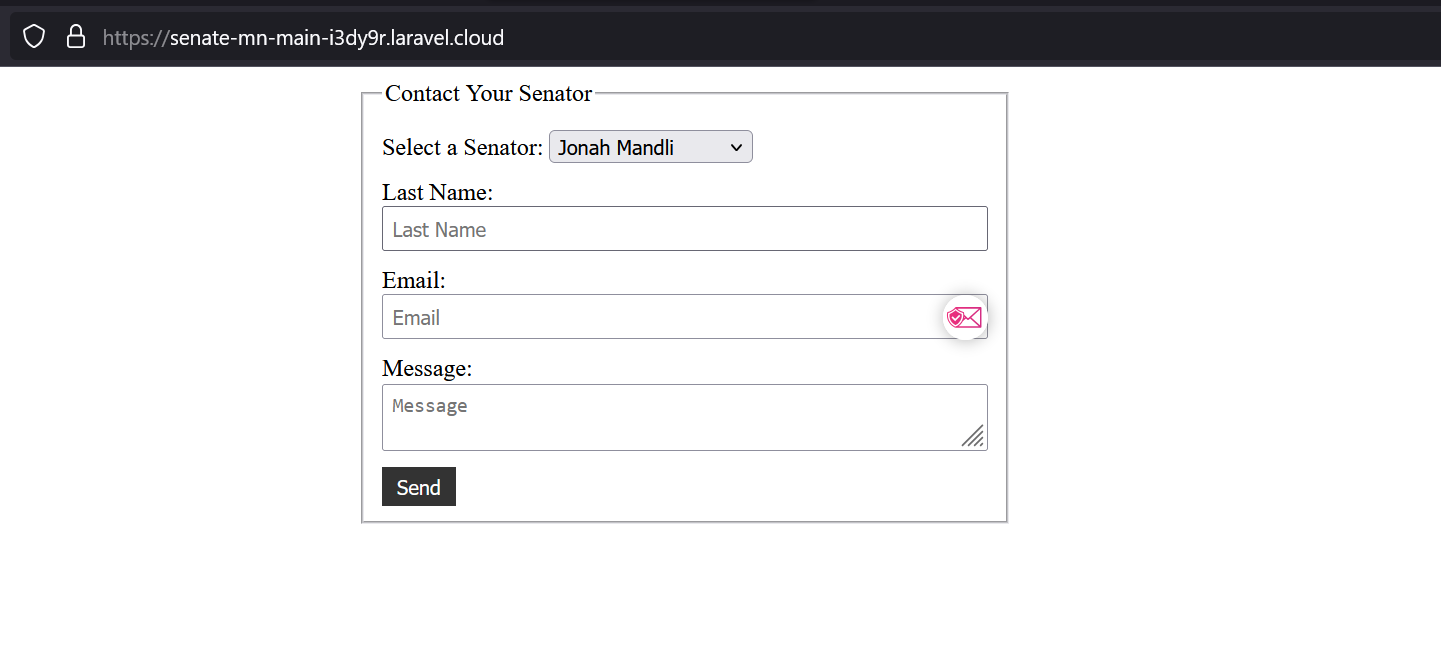 https://senate-mn-main-i3dy9r.laravel.cloud
Contact Your Senator
Select a Senator: Jonah Mandli
Last Name:
Last Name
Email:
Email
Message:
Message
Send